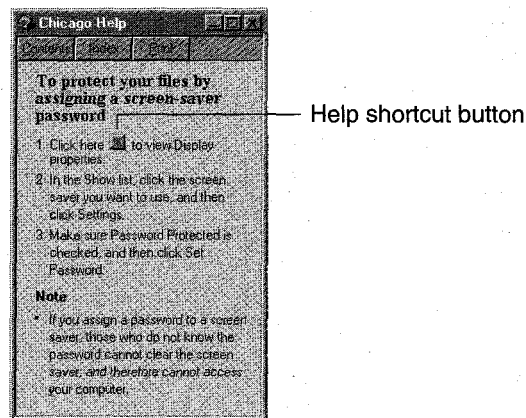 Chicago Help
Contents Index Print
To protect your files by
assigning a screen-saver
password
Help shortcut button
1 Click here to view Display
properties.
2 In the Show list, click the screen
saver you want to use, and then
click Settings.
3 Make sure Password Protected is
checked, and then click Set
Password.
Note
• If you assign a password to a screen
saver, those who do not know the
password cannot clear the screen
saver, and therefore cannot access
your computer.